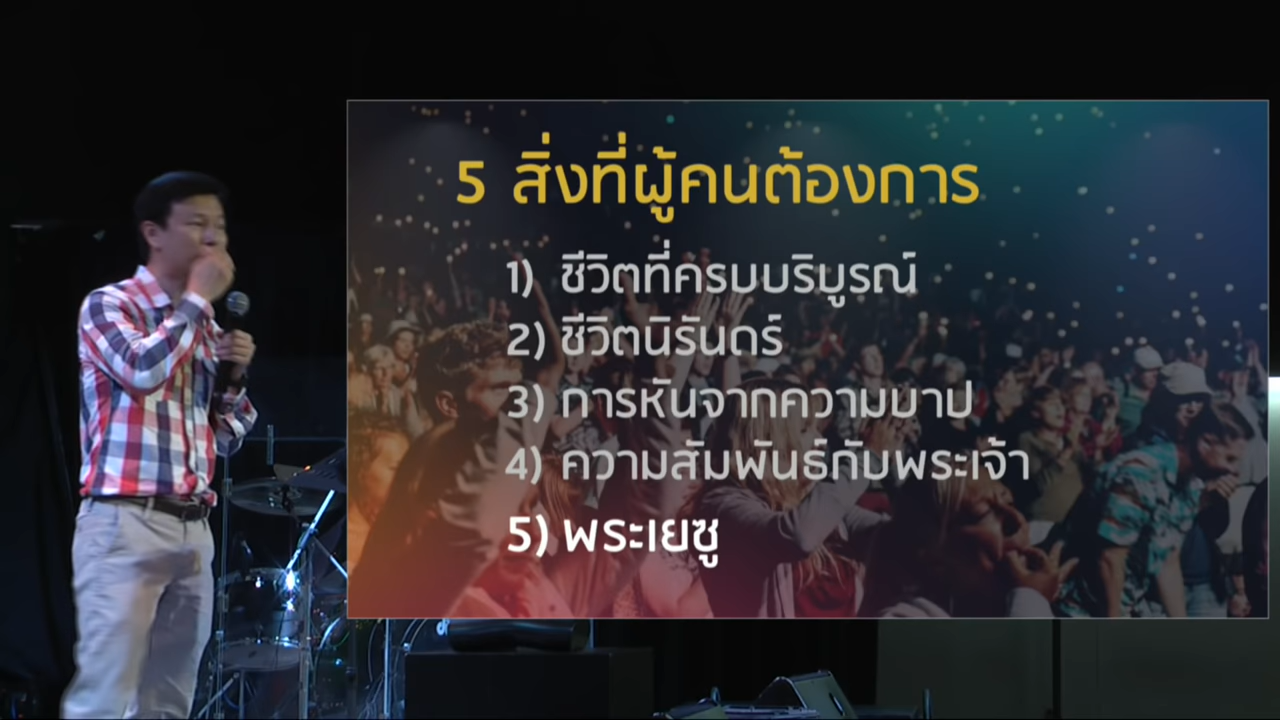 5 สิ่งที่ผู้คนต้องการ
1) ชีวิตที่ครบบริบูรณ์
2) ชีวิตนิรันดร์
3) การหันจากความบาป
4) ความสัมพันธ์กับพระเจ้า
5) พระเยซู